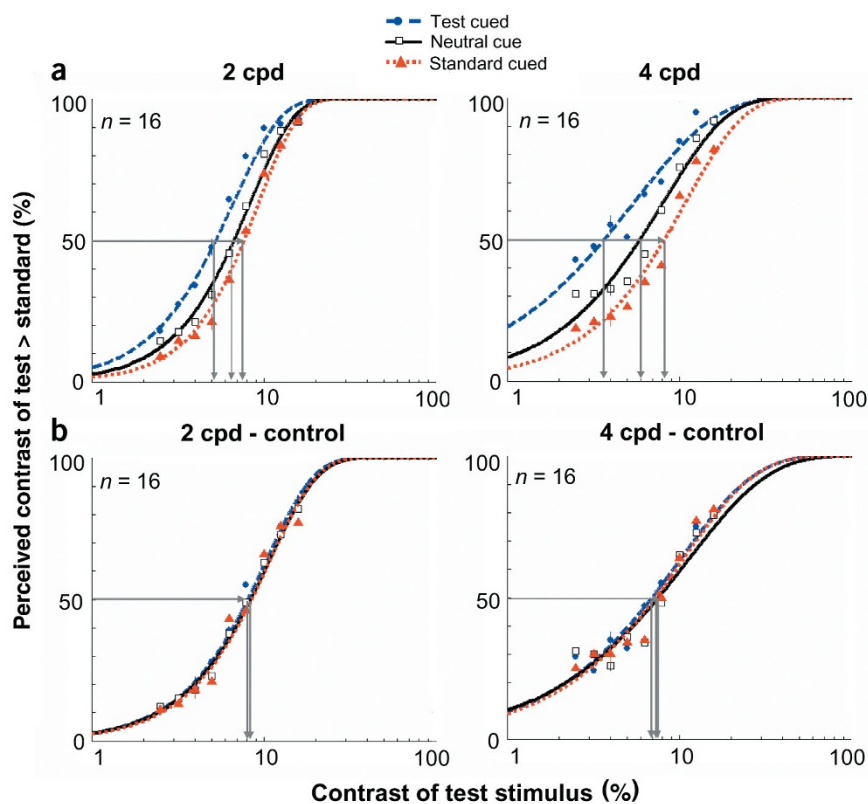 Test cued
Neutral cue
Standard cued
a
2 cpd
4 cpd
100
n = 16
50
0
1
10
100
100
n = 16
50
0
1
10
100
b
2 cpd - control
4 cpd - control
100
n = 16
50
0
1
10
100
100
n = 16
50
0
1
10
100
Perceived contrast of test > standard (%)
Contrast of test stimulus (%)